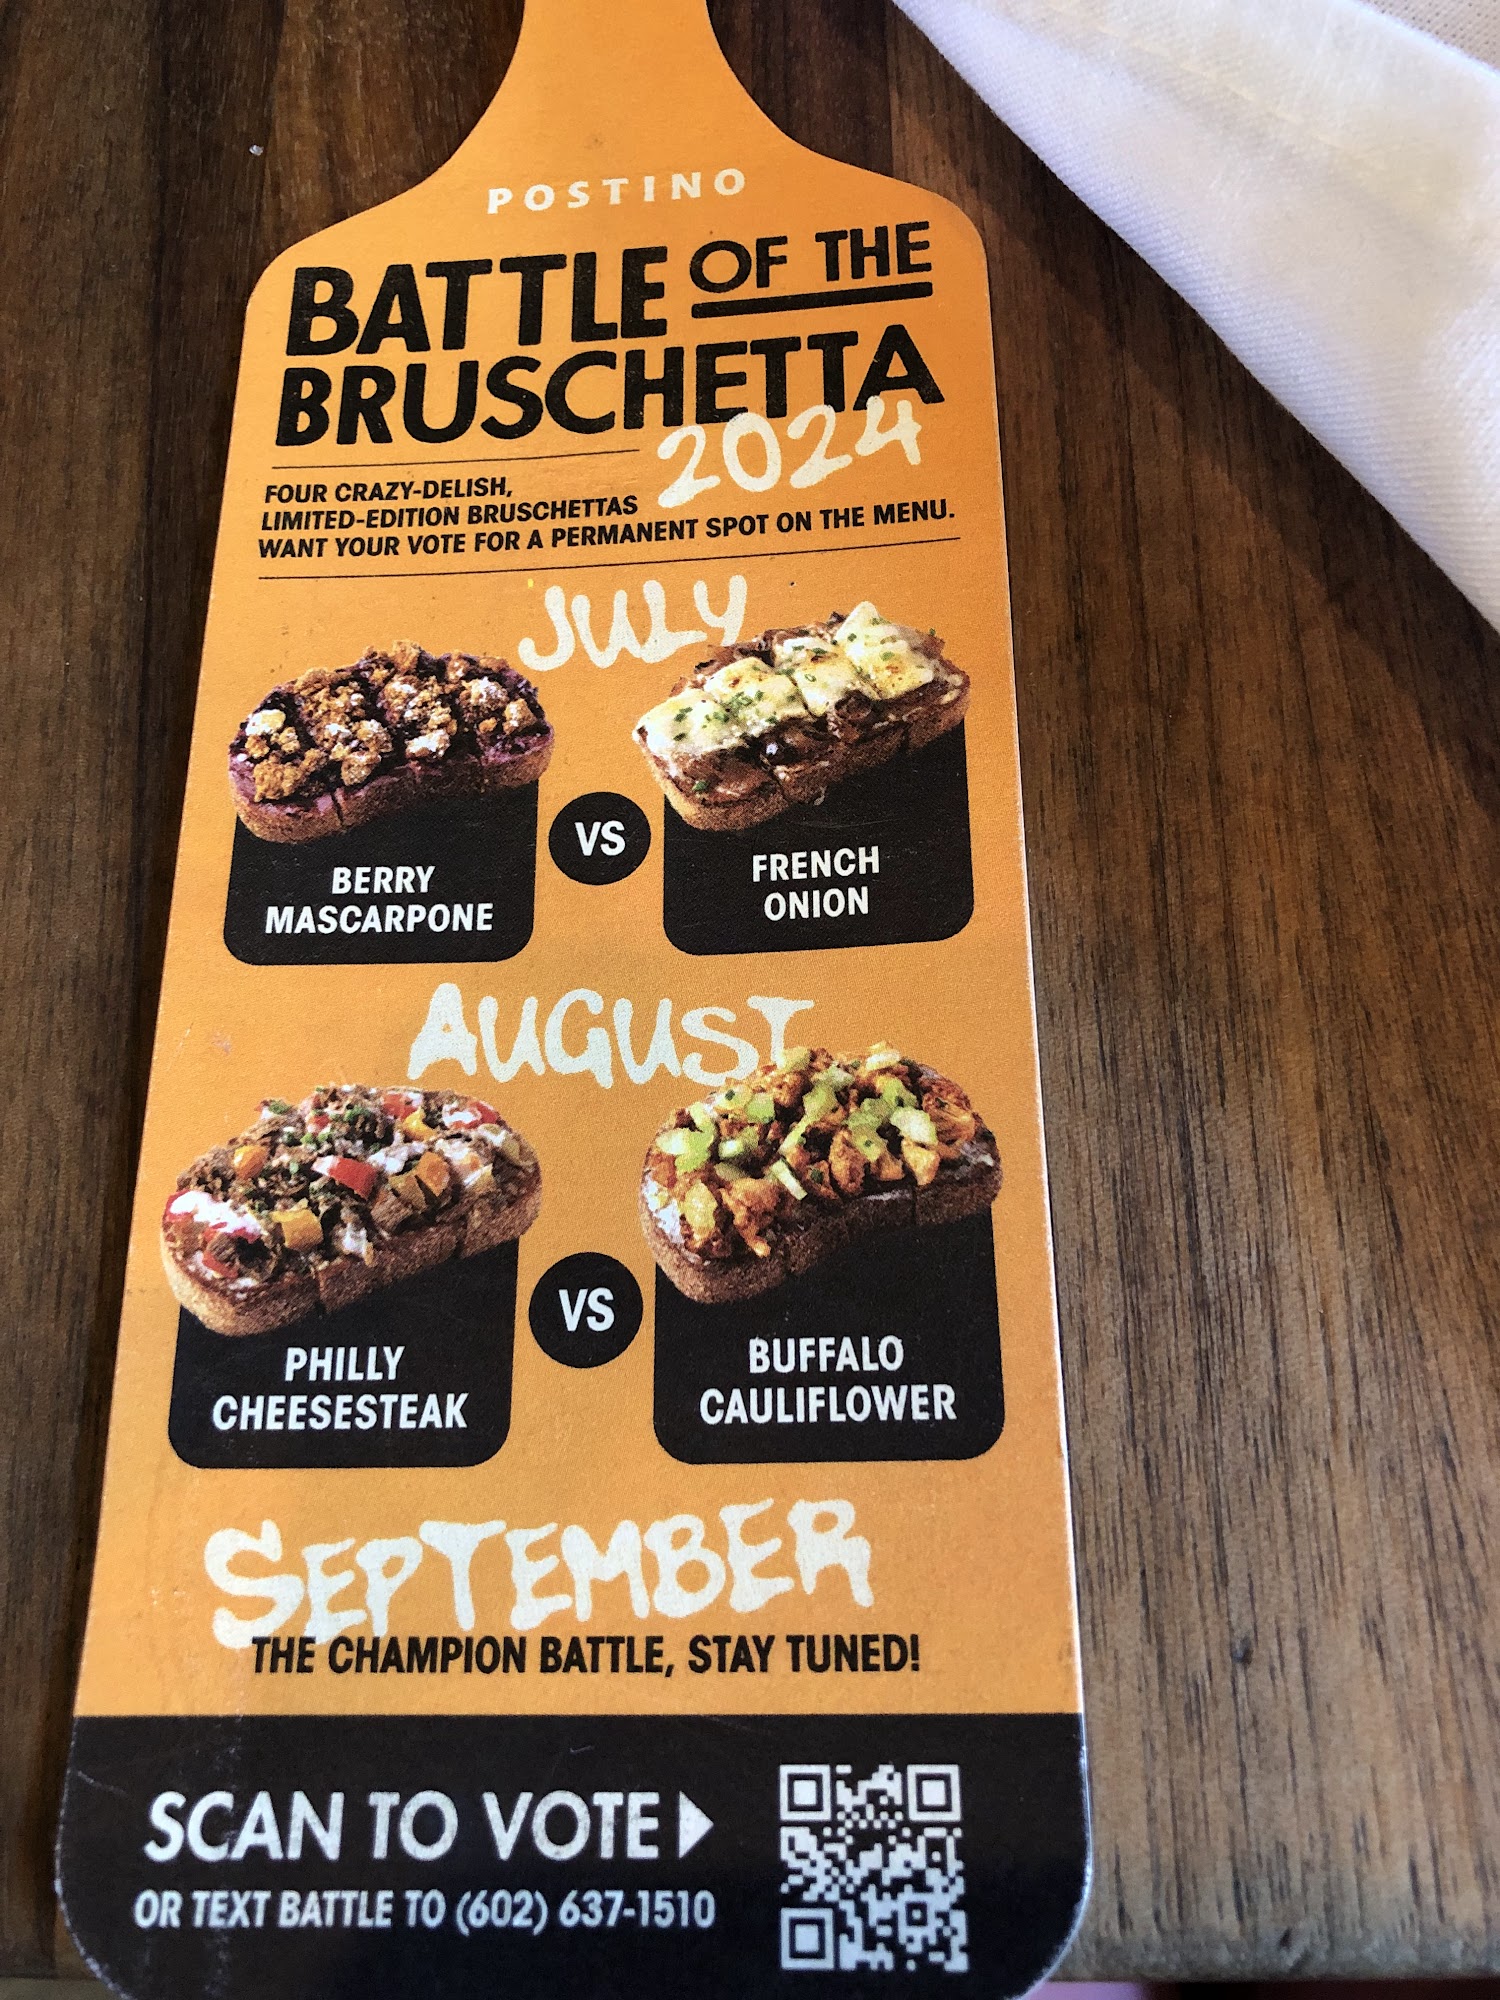 POSTINO
BATTLE OF THE
BRUSCHETTA
2024
FOUR CRAZY-DELISH,
LIMITED-EDITION BRUSCHETTAS
WANT YOUR VOTE FOR A PERMANENT SPOT ON THE MENU.
JULY
BERRY
MASCARPONE
VS
FRENCH
ONION
AUGUST
PHILLY
CHEESESTEAK
VS
BUFFALO
CAULIFLOWER
SEPTEMBER
THE CHAMPION BATTLE, STAY TUNED!
SCAN TO VOTE
OR TEXT BATTLE TO (602) 637-1510